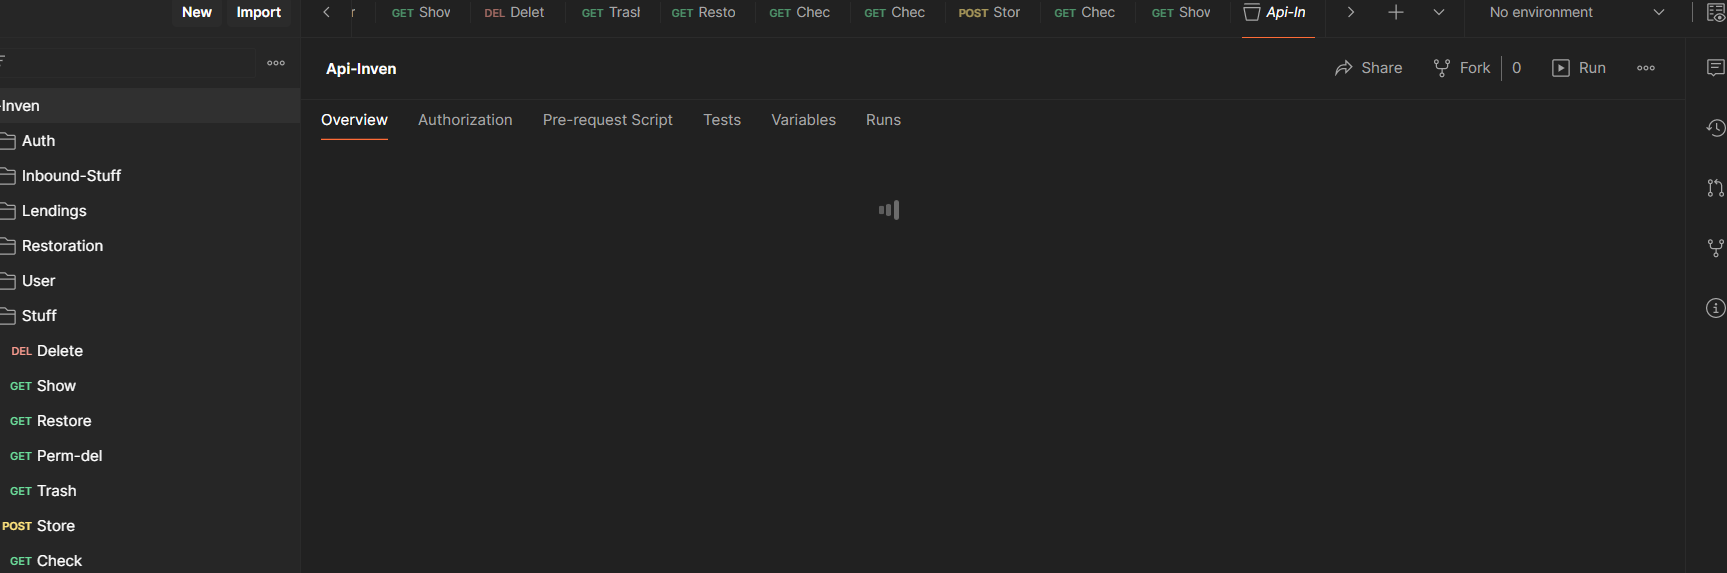 New Import
r GET Shov DEL Delet GET Trasl GET Resto GET Chec GET Chec POST Stor GET Chec GET Shov Api-In No environment
Api-Inven Share Fork 0 Run
Overview Authorization Pre-request Script Tests Variables Runs
-Inven
Auth
Inbound-Stuff
Lendings
Restoration
User
Stuff
DEL Delete
GET Show
GET Restore
GET Perm-del
GET Trash
POST Store
GET Check